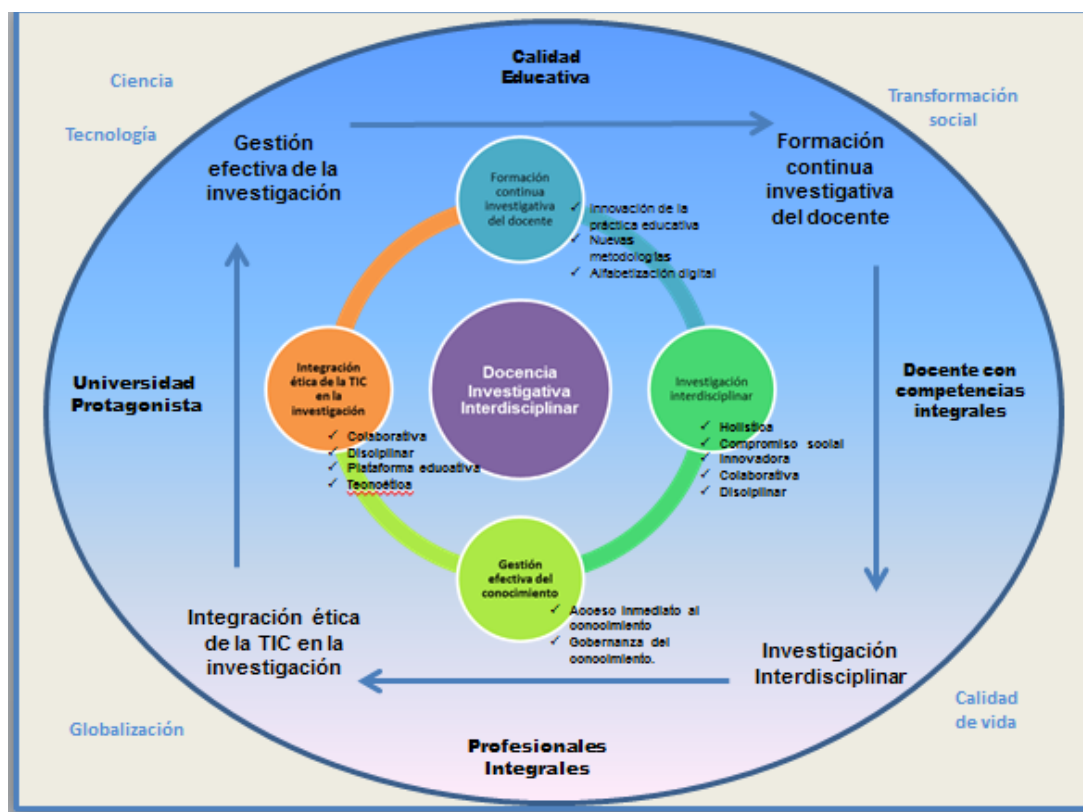 Calidad
Educativa
Ciencia
Tecnología
Transformación
social
Gestión
efectiva de la
investigación
Formación
continua
investigativa
del docente
Formación
continua
investigativa
del docente
✓ Innovación de la
práctica educativa
✓ Nuevas
metodologías
✓ Alfabetización digital
Universidad
Protagonista
Integración
ética de la TIC
en la
investigación
✓ Colaborativa
✓ Disciplinar
✓ Plataforma educativa
✓ Tecnoética
Docencia
Investigativa
Interdisciplinar
Investigación
interdisciplinar
✓ Holística
✓ Compromiso social
✓ Innovadora
✓ Colaborativa
✓ Disciplinar
Docente con
competencias
integrales
Gestión
efectiva del
conocimiento
✓ Acceso inmediato al
conocimiento
✓ Gobernanza del
conocimiento.
Integración ética
de la TIC en la
investigación
Investigación
Interdisciplinar
Globalización
Calidad
de vida
Profesionales
Integrales